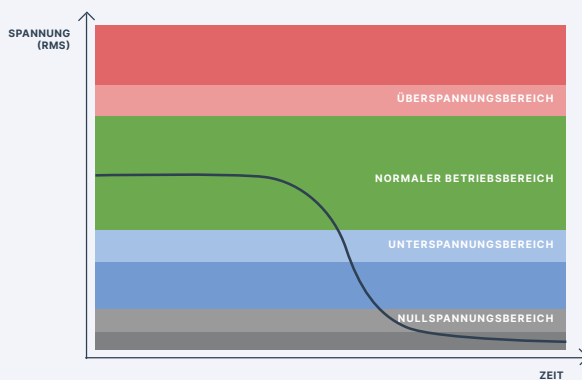 SPANNUNG
(RMS)
ÜBERSPANNUNGSBEREICH
NORMALER BETRIEBSBEREICH
UNTERSPANNUNGSBEREICH
NULLSPANNUNGSBEREICH
ZEIT